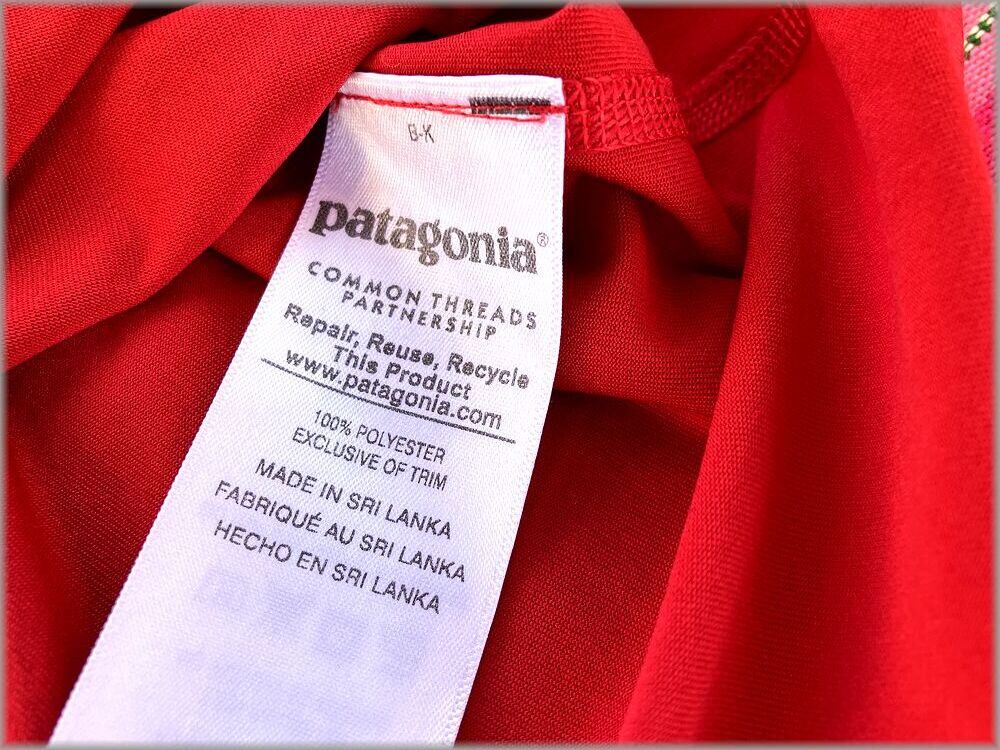 B-K
patagonia®
COMMON THREADS
PARTNERSHIP
Repair, Reuse, Recycle
This Product
www.patagonia.com
100% POLYESTER
EXCLUSIVE OF TRIM
MADE IN SRI LANKA
FABRIQUÉ AU SRI LANKA
HECHO EN SRI LANKA